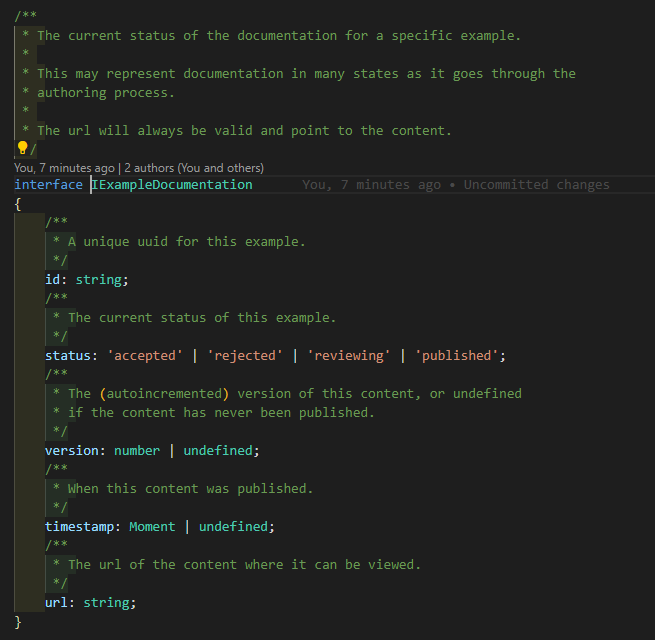 /**
 * The current status of the documentation for a specific example.
 *
 * This may represent documentation in many states as it goes through the
 * authoring process.
 *
 * The url will always be valid and point to the content.
 */
You, 7 minutes ago | 2 authors (You and others)
interface IExampleDocumentation You, 7 minutes ago • Uncommitted changes
{
    /**
     * A unique uuid for this example.
     */
    id: string;
    /**
     * The current status of this example.
     */
    status: 'accepted' | 'rejected' | 'reviewing' | 'published';
    /**
     * The (autoincremented) version of this content, or undefined
     * if the content has never been published.
     */
    version: number | undefined;
    /**
     * When this content was published.
     */
    timestamp: Moment | undefined;
    /**
     * The url of the content where it can be viewed.
     */
    url: string;
}